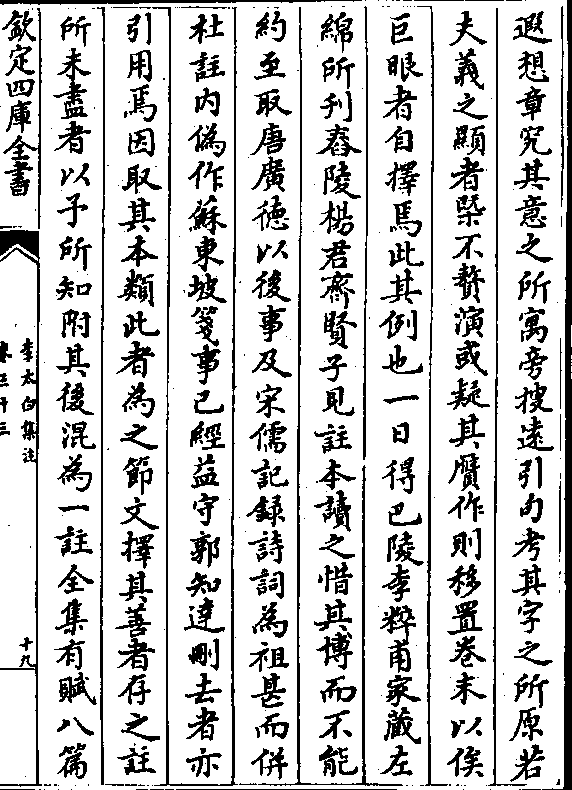 遐想章究其意之所寓旁搜遠引句考其字之所原若
夫義之顯者槩不贅演或疑其贋作則移置卷末以俟
巨眼者自擇焉此其例也一日得巴陵李粹甫家藏左
綿所刋舂陵楊君齊賢子見註本讀之惜其博而不能
約至取唐廣徳以後事及宋儒記録詩詞為祖甚而併
杜註内偽作蘇東坡箋事已經益守郭知達刪去者亦
引用焉因取其本類此者為之節文擇其善者存之註
所未盡者以予所知附其後混為一註全集有賦八篇
欽定四庫全書
李太白集注
卷三十三
十九